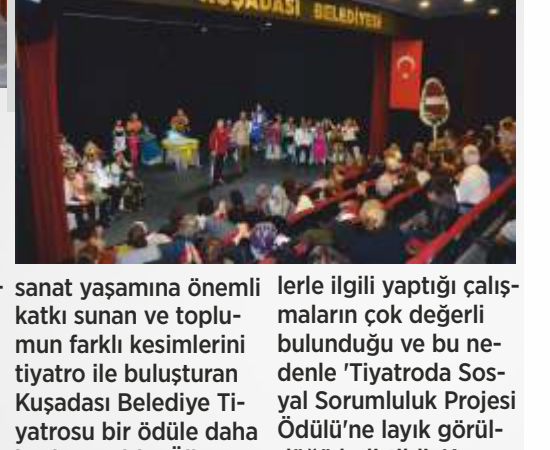 KUŞADASI BELEDİYESİ
sanat yaşamına önemli
katkı sunan ve toplu-
mun farklı kesimlerini
tiyatro ile buluşturan
Kuşadası Belediye Ti-
yatrosu bir ödüle daha
lerle ilgili yaptığı çalış-
maların çok değerli
bulunduğu ve bu ne-
denle 'Tiyatroda Sos-
yal Sorumluluk Projesi
Ödülü'ne layık görül-